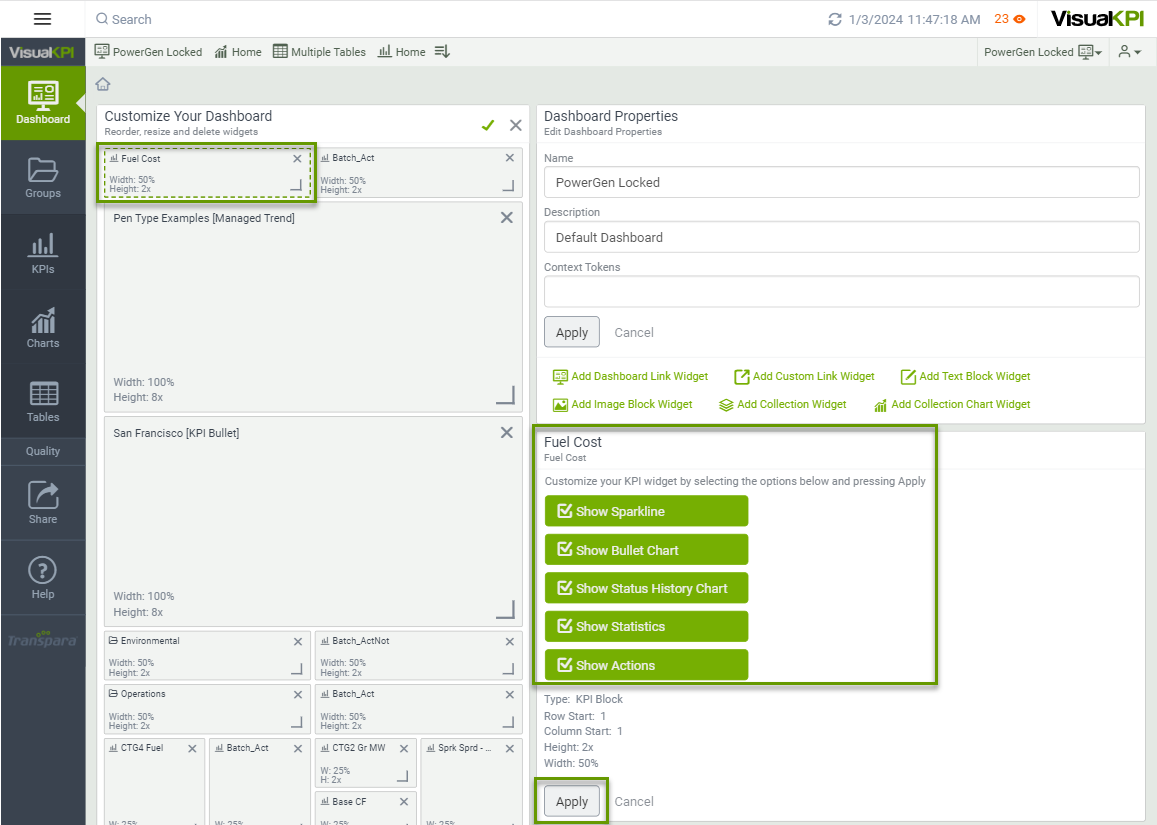 Search
1/3/2024 11:47:18 AM
23
VisualKPI
VisualKPI
PowerGen Locked
Home
Multiple Tables
Home
PowerGen Locked
Dashboard
Groups
KPIs
Charts
Tables
Quality
Share
Help
Transpara
Customize Your Dashboard
Reorder, resize and delete widgets
Fuel Cost
Width: 50%
Height: 2x
Batch_Act
Width: 50%
Height: 2x
Pen Type Examples [Managed Trend]
Width: 100%
Height: 8x
San Francisco [KPI Bullet]
Width: 100%
Height: 8x
Environmental
Width: 50%
Height: 2x
Batch_ActNot
Width: 50%
Height: 2x
Operations
Width: 50%
Height: 2x
Batch_Act
Width: 50%
Height: 2x
CTG4 Fuel
W: 25%
Batch_Act
W: 25%
CTG2 Gr MW
W: 25%
H: 2x
Base CF
W: 25%
Sprk Sprd - ...
W: 25%
Dashboard Properties
Edit Dashboard Properties
Name
PowerGen Locked
Description
Default Dashboard
Context Tokens
Apply
Cancel
Add Dashboard Link Widget
Add Custom Link Widget
Add Text Block Widget
Add Image Block Widget
Add Collection Widget
Add Collection Chart Widget
Fuel Cost
Fuel Cost
Customize your KPI widget by selecting the options below and pressing Apply
Show Sparkline
Show Bullet Chart
Show Status History Chart
Show Statistics
Show Actions
Type: KPI Block
Row Start: 1
Column Start: 1
Height: 2x
Width: 50%
Apply
Cancel